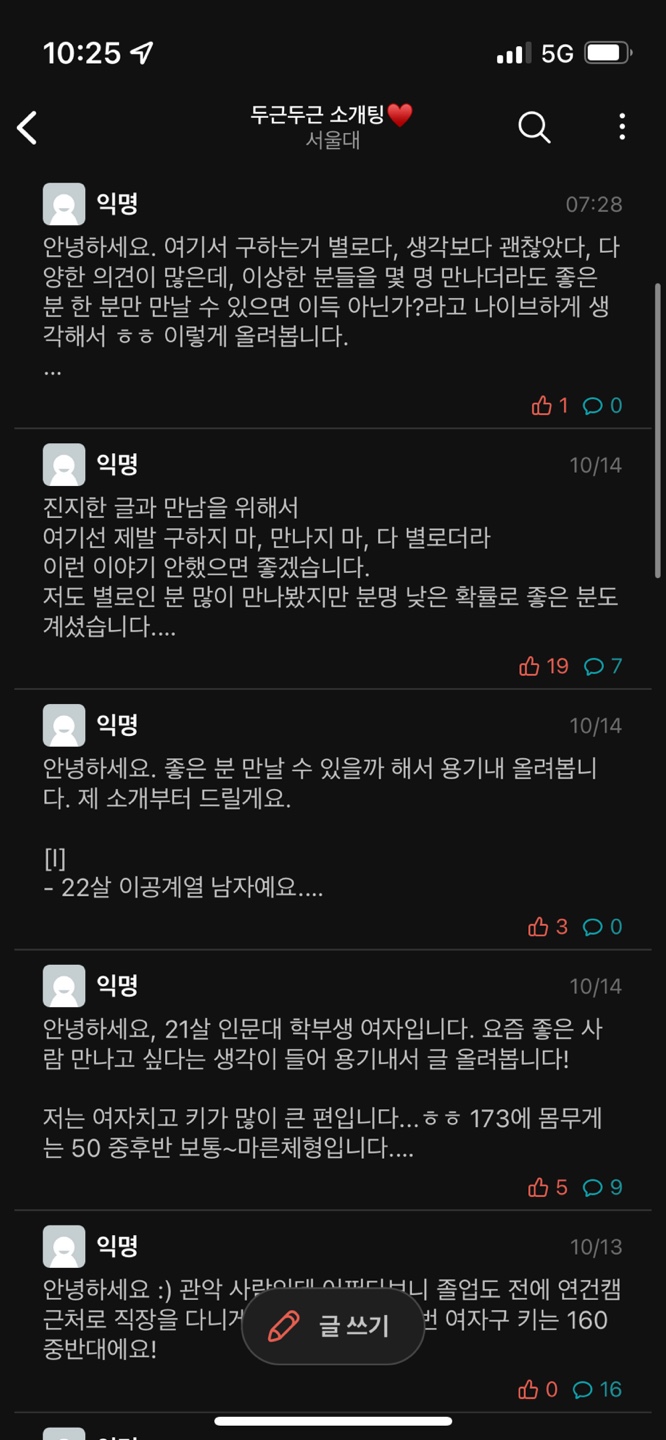 10:25
5G
두근두근 소개팅❤️
서울대
익명
07:28
안녕하세요. 여기서 구하는거 별로다, 생각보다 괜찮았다, 다
양한 의견이 많은데, 이상한 분들을 몇 명 만나더라도 좋은
분 한 분만 만날 수 있으면 이득 아닌가?라고 나이브하게 생
각해서 ㅎㅎ 이렇게 올려봅니다.
...
1 0
익명
10/14
진지한 글과 만남을 위해서
여기선 제발 구하지 마, 만나지 마, 다 별로더라
이런 이야기 안했으면 좋겠습니다.
저도 별로인 분 많이 만나봤지만 분명 낮은 확률로 좋은 분도
계셨습니다....
19 7
익명
10/14
안녕하세요. 좋은 분 만날 수 있을까 해서 용기내 올려봅니
다. 제 소개부터 드릴게요.
[I]
- 22살 이공계열 남자예요....
3 0
익명
10/14
안녕하세요, 21살 인문대 학부생 여자입니다. 요즘 좋은 사
람 만나고 싶다는 생각이 들어 용기내서 글 올려봅니다!
저는 여자치고 키가 많이 큰 편입니다...ㅎㅎ 173에 몸무게
는 50 중후반 보통~마른체형입니다....
5 9
익명
10/13
안녕하세요 :) 관악 사람인데 어쩌다보니 졸업도 전에 연건캠
근처로 직장을 다니게 번 여자구 키는 160
중반대에요!
글 쓰기
0 16